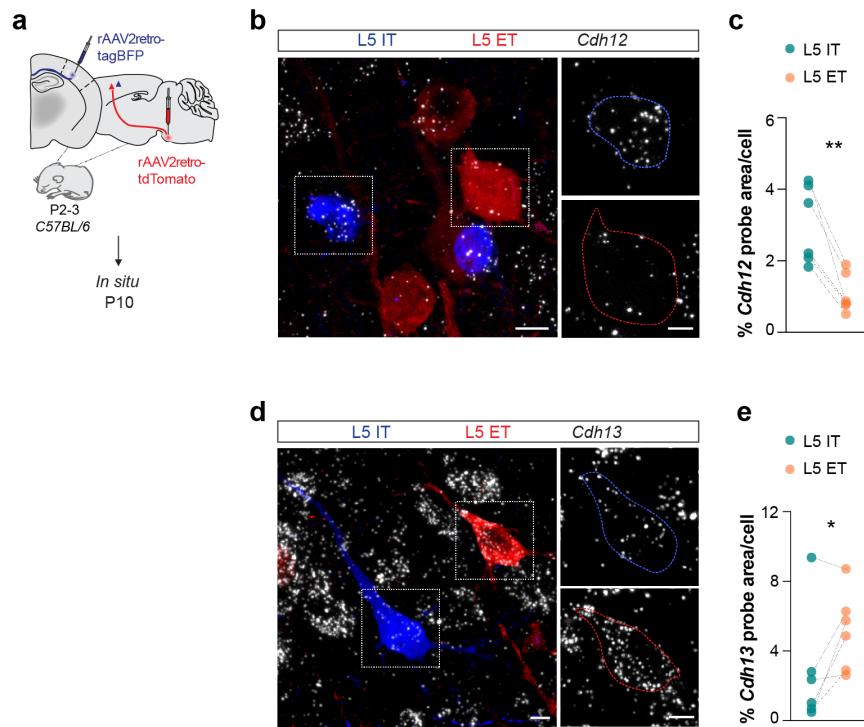 a
rAAV2retro-
tagBFP
rAAV2retro-
tdTomato
P2-3
C57BL/6
In situ
P10
b
L5 IT L5 ET Cdh12
c
L5 IT
L5 ET
% Cdh12 probe area/cell
6
4
2
0
**
d
L5 IT L5 ET Cdh13
e
L5 IT
L5 ET
% Cdh13 probe area/cell
12
8
4
0
*